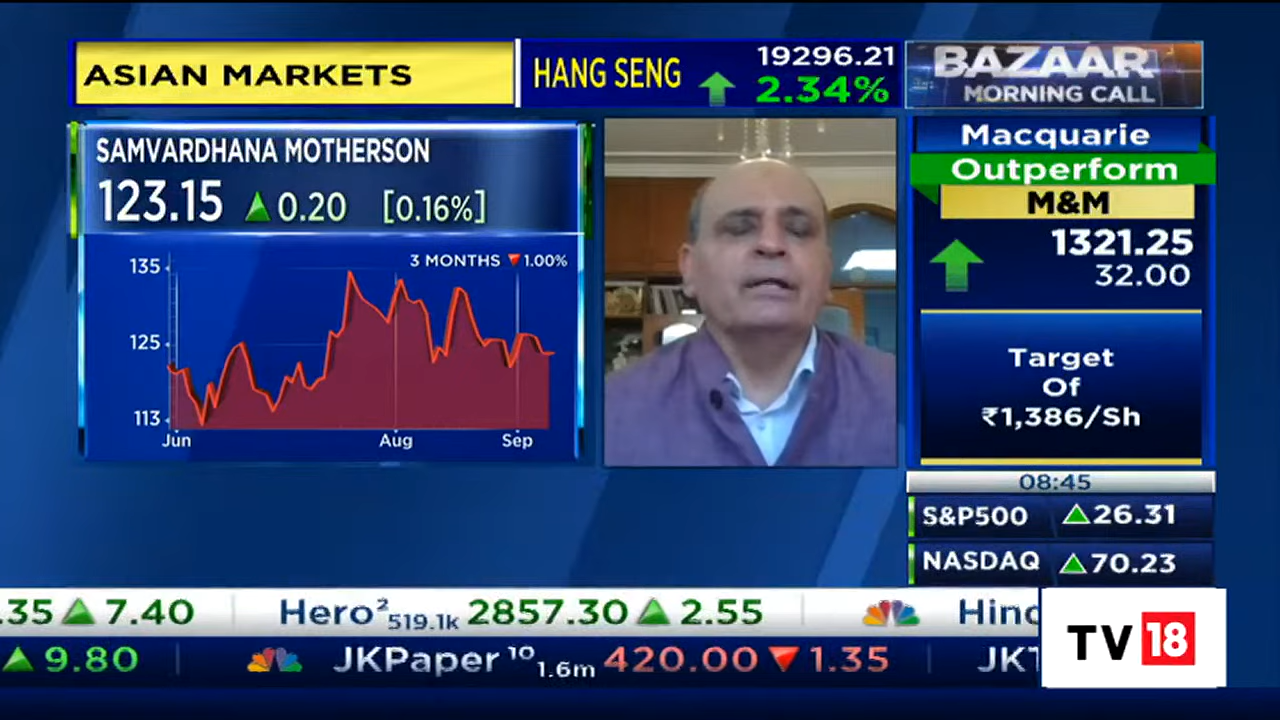 ASIAN MARKETS
HANG SENG
19296.21
2.34%
BAZAAR
MORNING CALL
SAMVARDHANA MOTHERSON
123.15 ▲ 0.20 [0.16%]
3 MONTHS ▼1.00%
135
125
113
Jun Aug Sep
Macquarie
Outperform
M&M
1321.25
32.00
Target
Of
₹1,386/Sh
08:45
S&P500 ▲26.31
NASDAQ ▲70.23
.35 ▲ 7.40 Hero² 519.1k 2857.30 ▲ 2.55 Hinc
▲ 9.80 JKPaper¹⁰ 1.6m 420.00 ▼ 1.35 JKT
TV18